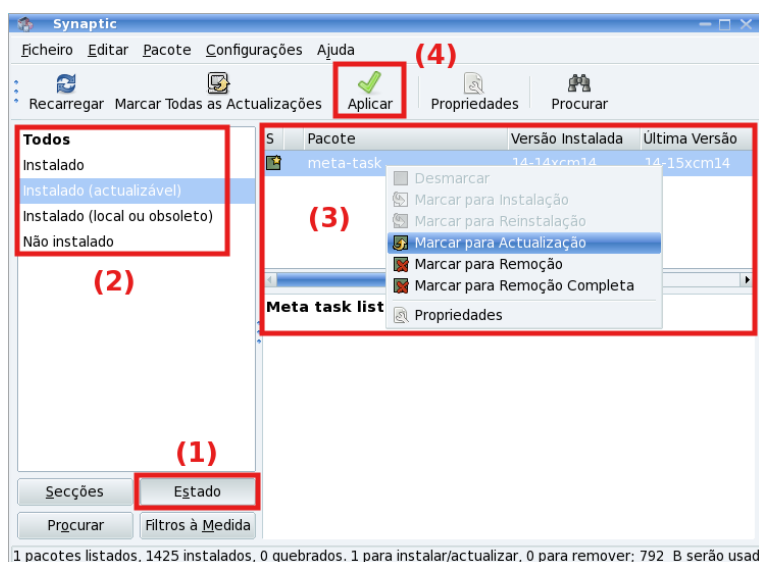 Synaptic
Ficheiro Editar Pacote Configurações Ajuda
(4)
Recarregar Marcar Todas as Actualizações Aplicar Propriedades Procurar
Todos
Instalado
Instalado (actualizável)
Instalado (local ou obsoleto)
Não instalado
(2)
S Pacote Versão Instalada Última Versão
meta-task 14-14xcm14 14-15xcm14
(3)
Desmarcar
Marcar para Instalação
Marcar para Reinstalação
Marcar para Actualização
Marcar para Remoção
Marcar para Remoção Completa
Propriedades
Meta task list
(1)
Secções Estado
Procurar Filtros à Medida
1 pacotes listados, 1425 instalados, 0 quebrados. 1 para instalar/actualizar, 0 para remover; 792 B serão usad